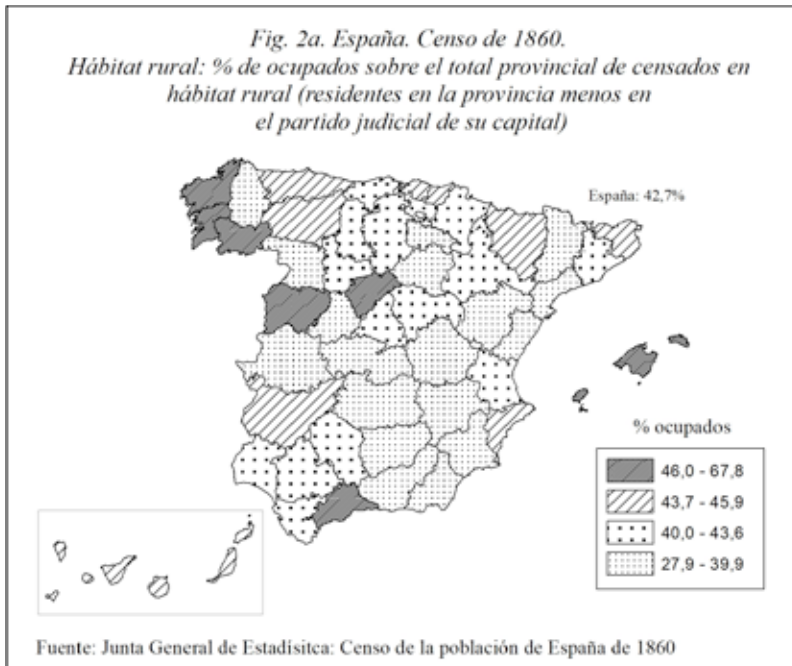 Fig. 2a. España. Censo de 1860.
Hábitat rural: % de ocupados sobre el total provincial de censados en
hábitat rural (residentes en la provincia menos en
el partido judicial de su capital)
España: 42,7%
% ocupados
46,0 - 67,8
43,7 - 45,9
40,0 - 43,6
27,9 - 39,9
Fuente: Junta General de Estadísitca: Censo de la población de España de 1860